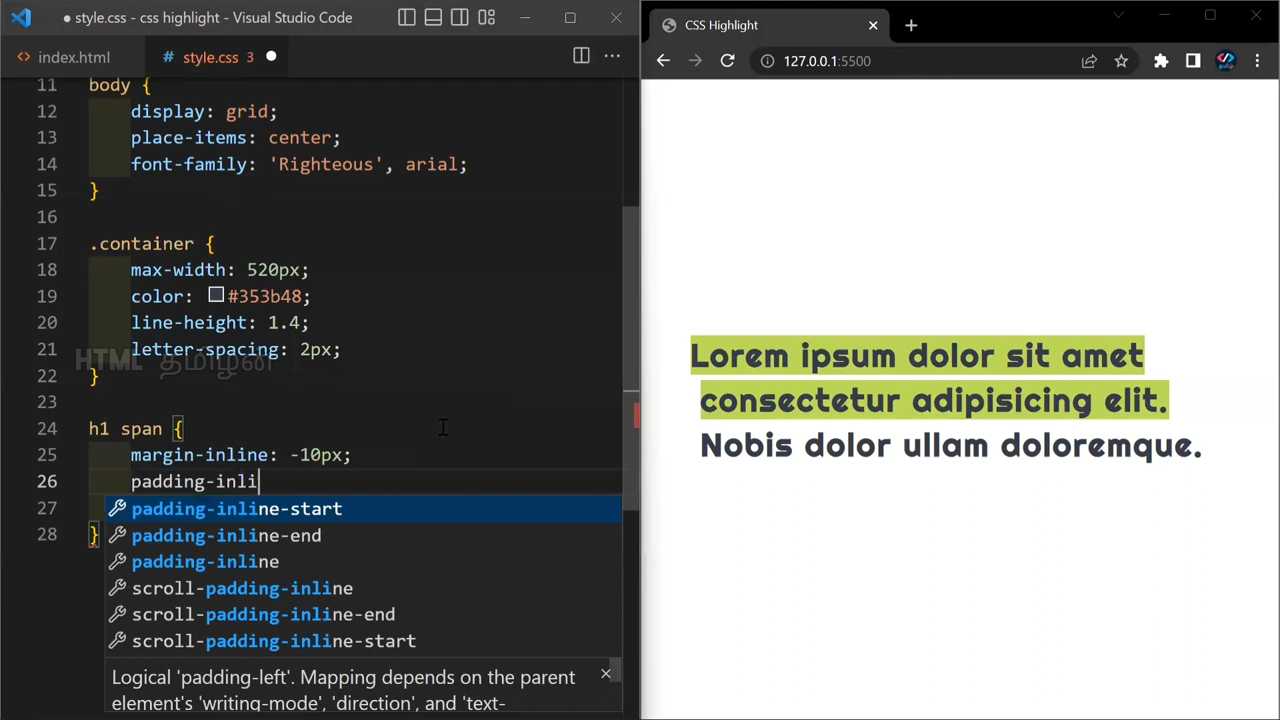 style.css - css highlight - Visual Studio Code
index.html
# style.css 3
11 body {
12 display: grid;
13 place-items: center;
14 font-family: 'Righteous', arial;
15 }
16
17 .container {
18 max-width: 520px;
19 color: #353b48;
20 line-height: 1.4;
21 letter-spacing: 2px;
HTML தமிழன்
22 }
23
24 h1 span {
25 margin-inline: -10px;
26 padding-inli
27
28 }
padding-inline-start
padding-inline-end
padding-inline
scroll-padding-inline
scroll-padding-inline-end
scroll-padding-inline-start
Logical 'padding-left'. Mapping depends on the parent
element's 'writing-mode', 'direction', and 'text-
CSS Highlight
127.0.0.1:5500
Lorem ipsum dolor sit amet
consectetur adipisicing elit.
Nobis dolor ullam doloremque.